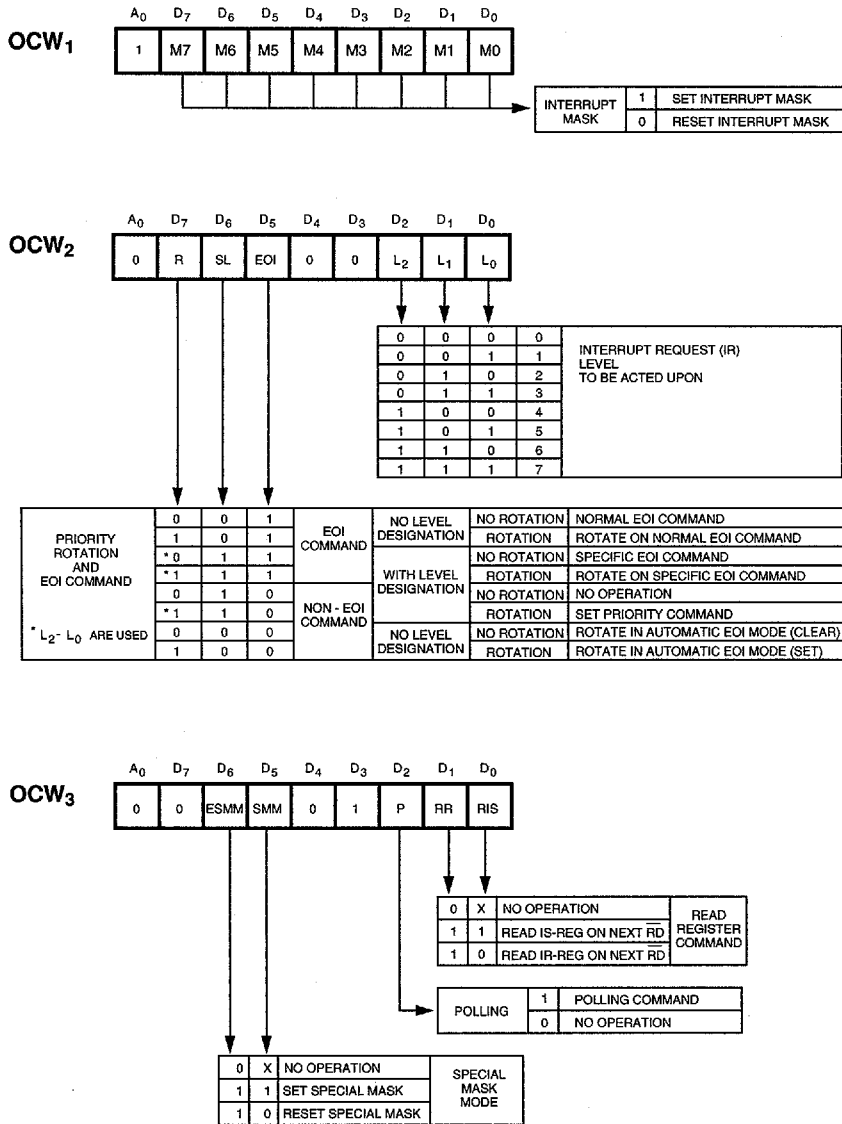 A0 D7 D6 D5 D4 D3 D2 D1 D0
OCW1 1 M7 M6 M5 M4 M3 M2 M1 M0
INTERRUPT MASK
1 SET INTERRUPT MASK
0 RESET INTERRUPT MASK
A0 D7 D6 D5 D4 D3 D2 D1 D0
OCW2 0 R SL EOI 0 0 L2 L1 L0
0 0 0 0
0 0 1 1
0 1 0 2
0 1 1 3
1 0 0 4
1 0 1 5
1 1 0 6
1 1 1 7
INTERRUPT REQUEST (IR)
LEVEL
TO BE ACTED UPON
PRIORITY
ROTATION
AND
EOI COMMAND
* L2- L0 ARE USED
EOI
COMMAND
NON - EOI
COMMAND
NO LEVEL
DESIGNATION
WITH LEVEL
DESIGNATION
NO LEVEL
DESIGNATION
0 0 1 NO ROTATION NORMAL EOI COMMAND
1 0 1 ROTATION ROTATE ON NORMAL EOI COMMAND
*0 1 1 NO ROTATION SPECIFIC EOI COMMAND
*1 1 1 ROTATION ROTATE ON SPECIFIC EOI COMMAND
0 1 0 NO ROTATION NO OPERATION
*1 1 0 ROTATION SET PRIORITY COMMAND
0 0 0 NO ROTATION ROTATE IN AUTOMATIC EOI MODE (CLEAR)
1 0 0 ROTATION ROTATE IN AUTOMATIC EOI MODE (SET)
A0 D7 D6 D5 D4 D3 D2 D1 D0
OCW3 0 0 ESMM SMM 0 1 P RR RIS
0 X NO OPERATION
1 1 READ IS-REG ON NEXT R̅D̅
1 0 READ IR-REG ON NEXT R̅D̅
READ
REGISTER
COMMAND
POLLING
1 POLLING COMMAND
0 NO OPERATION
0 X NO OPERATION
1 1 SET SPECIAL MASK
1 0 RESET SPECIAL MASK
SPECIAL
MASK
MODE